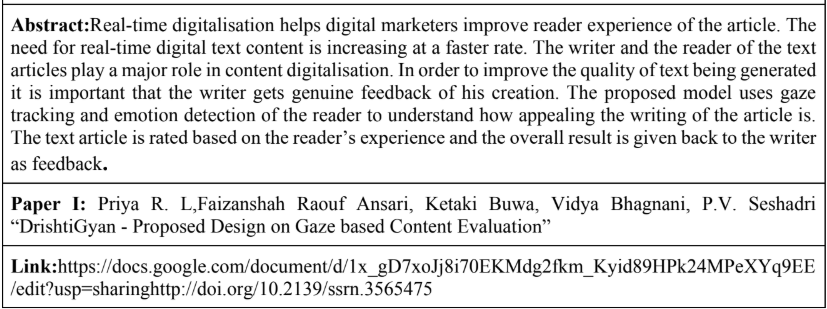 Abstract:Real-time digitalisation helps digital marketers improve reader experience of the article. The
need for real-time digital text content is increasing at a faster rate. The writer and the reader of the text
articles play a major role in content digitalisation. In order to improve the quality of text being generated
it is important that the writer gets genuine feedback of his creation. The proposed model uses gaze
tracking and emotion detection of the reader to understand how appealing the writing of the article is.
The text article is rated based on the reader’s experience and the overall result is given back to the writer
as feedback.
Paper I: Priya R. L,Faizanshah Raouf Ansari, Ketaki Buwa, Vidya Bhagnani, P.V. Seshadri
“DrishtiGyan - Proposed Design on Gaze based Content Evaluation”
Link:https://docs.google.com/document/d/1x_gD7xoJj8i70EKMdg2fkm_Kyid89HPk24MPeXYq9EE
/edit?usp=sharinghttp://doi.org/10.2139/ssrn.3565475